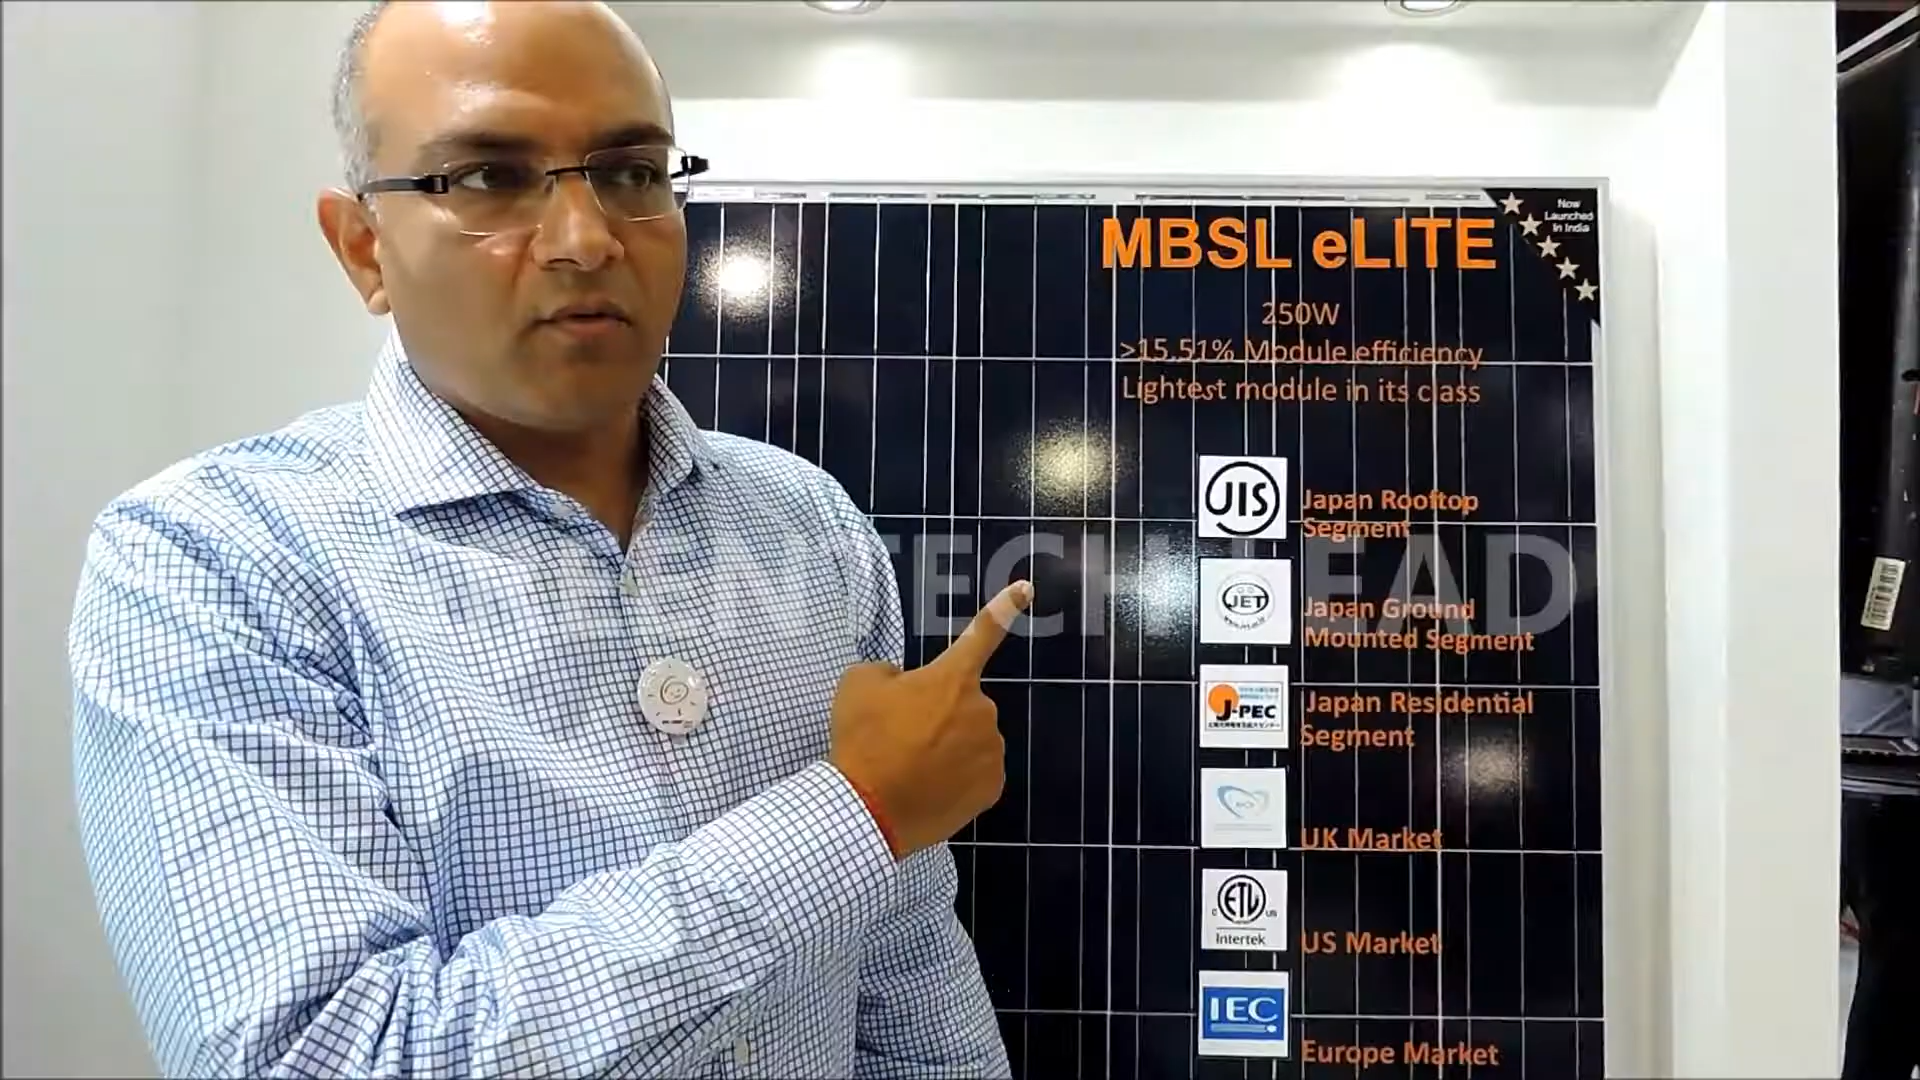 MBSL eLITE
Now
Launched
In India
250W
>15.51% Module efficiency
Lightest module in its class
JIS
Japan Rooftop
Segment
TECH LEAD
JET
Japan Ground
Mounted Segment
J-PEC
Japan Residential
Segment
UK Market
ETL
C US
Intertek
US Market
IEC
Europe Market